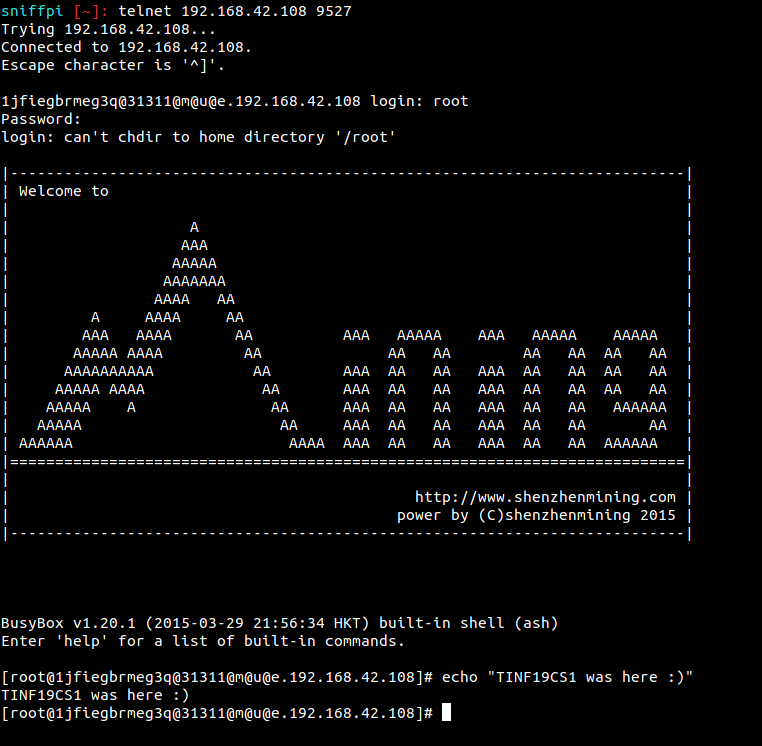 sniffpi [~]: telnet 192.168.42.108 9527
Trying 192.168.42.108...
Connected to 192.168.42.108.
Escape character is '^]'.
1jfiegbrmeg3q@31311@m@u@e.192.168.42.108 login: root
Password:
login: can't chdir to home directory '/root'
|---------------------------------------------------------------------------|
| Welcome to                                                                |
|                                                                           |
|                    A                                                      |
|                   AAA                                                     |
|                  AAAAA                                                    |
|                 AAAAAAA                                                   |
|                AAAA   AA                                                  |
|         A     AAAA     AA                                                 |
|        AAA   AAAA       AA          AAA   AAAAA    AAA   AAAAA    AAAAA   |
|       AAAAA AAAA         AA              AA   AA        AA   AA  AA   AA  |
|      AAAAAAAAAA           AA        AAA  AA   AA   AAA  AA   AA  AA   AA  |
|     AAAAA AAAA             AA       AAA  AA   AA   AAA  AA   AA  AA   AA  |
|    AAAAA    A               AA      AAA  AA   AA   AAA  AA   AA   AAAAAA  |
|   AAAAA                      AA     AAA  AA   AA   AAA  AA   AA       AA  |
| AAAAAA                        AAAA  AAA  AA   AA   AAA  AA   AA  AAAAAA   |
|===========================================================================|
|                                                                           |
|                                             http://www.shenzhenmining.com |
|                                           power by (C)shenzhenmining 2015 |
|---------------------------------------------------------------------------|
BusyBox v1.20.1 (2015-03-29 21:56:34 HKT) built-in shell (ash)
Enter 'help' for a list of built-in commands.
[root@1jfiegbrmeg3q@31311@m@u@e.192.168.42.108]# echo "TINF19CS1 was here :)"
TINF19CS1 was here :)
[root@1jfiegbrmeg3q@31311@m@u@e.192.168.42.108]#